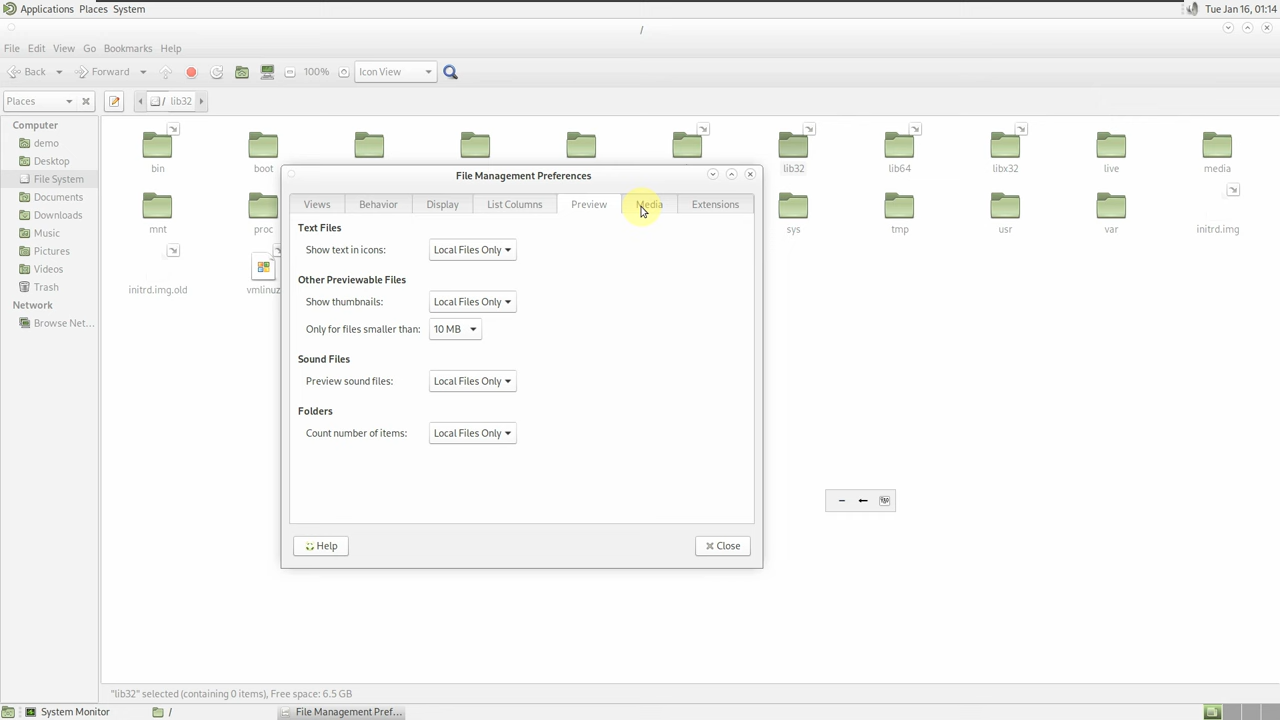 Applications Places System Tue Jan 16, 01:14
/
File Edit View Go Bookmarks Help
Back Forward 100% Icon View
Places / lib32
Computer
demo
Desktop
File System
Documents
Downloads
Music
Pictures
Videos
Trash
Network
Browse Net...
bin boot lib32 lib64 libx32 live media
mnt proc sys tmp usr var initrd.img
initrd.img.old vmlinuz
File Management Preferences
Views Behavior Display List Columns Preview Media Extensions
Text Files
Show text in icons: Local Files Only
Other Previewable Files
Show thumbnails: Local Files Only
Only for files smaller than: 10 MB
Sound Files
Preview sound files: Local Files Only
Folders
Count number of items: Local Files Only
Help Close
"lib32" selected (containing 0 items), Free space: 6.5 GB
System Monitor / File Management Pref...